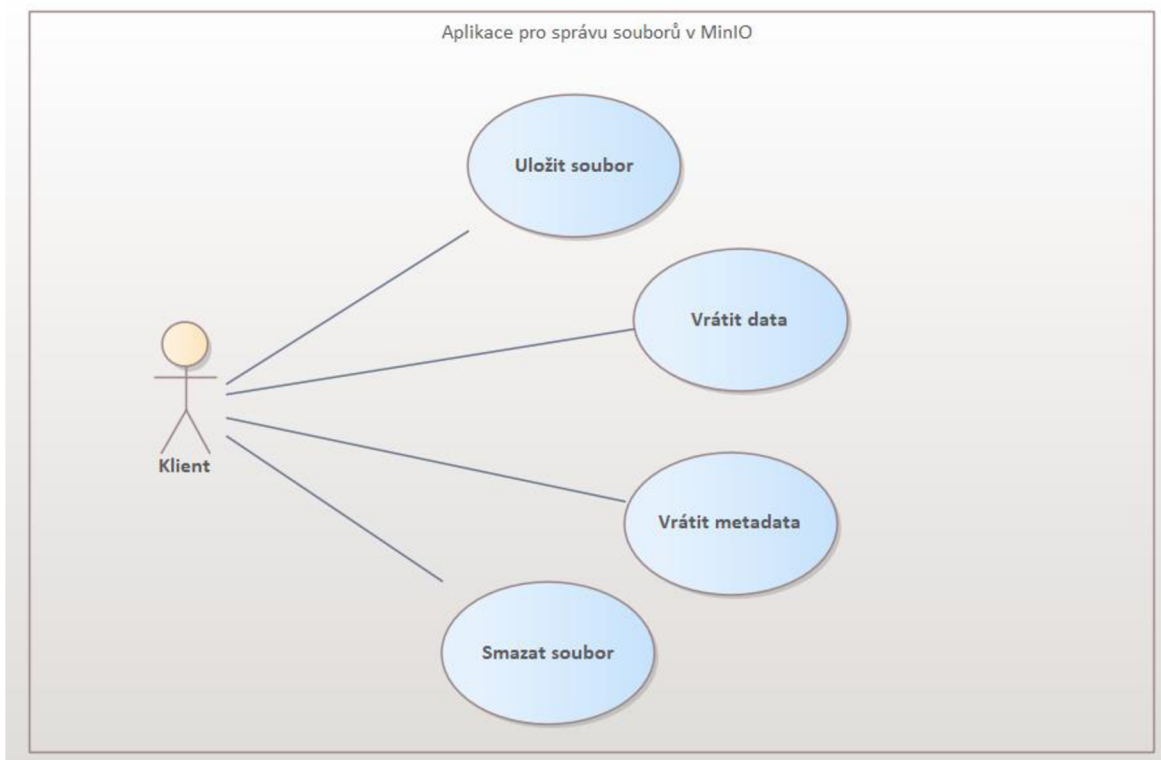 Aplikace pro správu souborů v MinIO
Uložit soubor
Vrátit data
Klient
Vrátit metadata
Smazat soubor